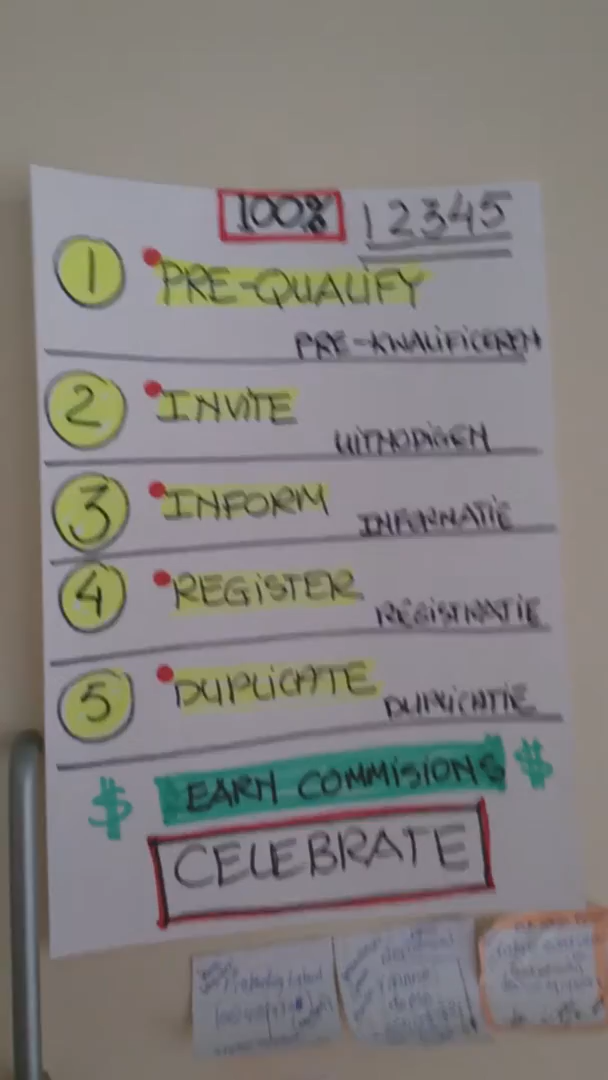 100% 12345
1 PRE-QUALIFY
PRE-KWALIFICEREN
2 INVITE
UITNODIGEN
3 INFORM
INFORMATIE
4 REGISTER
REGISTRATIE
5 DUPLICATE
DUPLICATIE
$ EARN COMMISIONS $
CELEBRATE